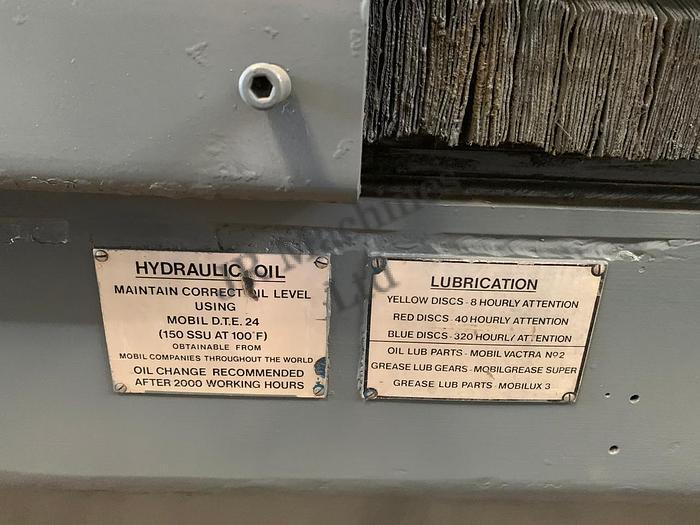 HYDRAULIC OIL
MAINTAIN CORRECT OIL LEVEL
USING
MOBIL D.T.E. 24
(150 SSU AT 100°F)
OBTAINABLE FROM
MOBIL COMPANIES THROUGHOUT THE WORLD
OIL CHANGE RECOMMENDED
AFTER 2000 WORKING HOURS
LUBRICATION
YELLOW DISCS - 8 HOURLY ATTENTION
RED DISCS - 40 HOURLY ATTENTION
BLUE DISCS - 320 HOURLY ATTENTION
OIL LUB PARTS - MOBIL VACTRA Nº2
GREASE LUB GEARS - MOBILGREASE SUPER
GREASE LUB PARTS - MOBILUX 3
Machines
Ltd